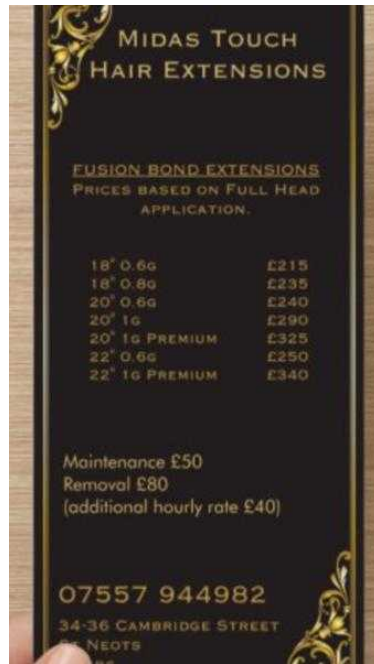 Midas Touch
Hair Extensions
Fusion Bond Extensions
Prices based on Full Head
application.
18" 0.6g £215
18" 0.8g £235
20" 0.6g £240
20" 1g £290
20" 1g Premium £325
22" 0.6g £250
22" 1g Premium £340
Maintenance £50
Removal £80
(additional hourly rate £40)
07557 944982
34-36 Cambridge Street
Neots